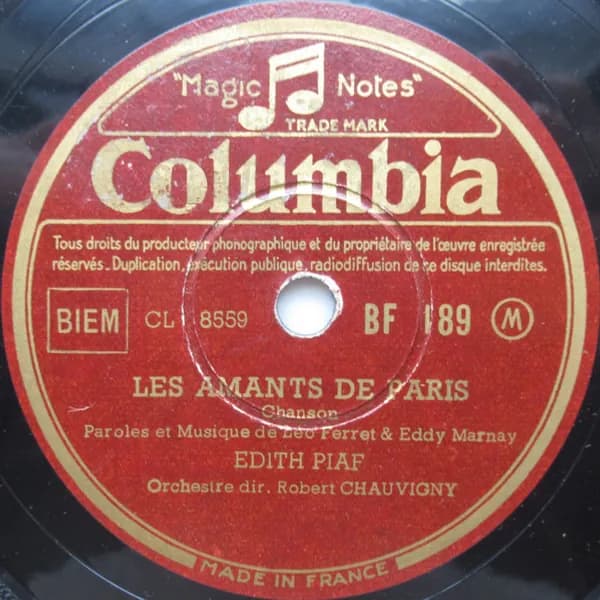 "Magic Notes"
TRADE MARK
Columbia
Tous droits du producteur phonographique et du propriétaire de l'œuvre enregistrée
réservés_Duplication, exécution publique, radiodiffusion de ce disque interdites.
BIEM CL 8559 BF 189 M
LES AMANTS DE PARIS
Chanson
Paroles et Musique de Léo Ferret & Eddy Marnay
EDITH PIAF
Orchestre dir. Robert CHAUVIGNY
MADE IN FRANCE